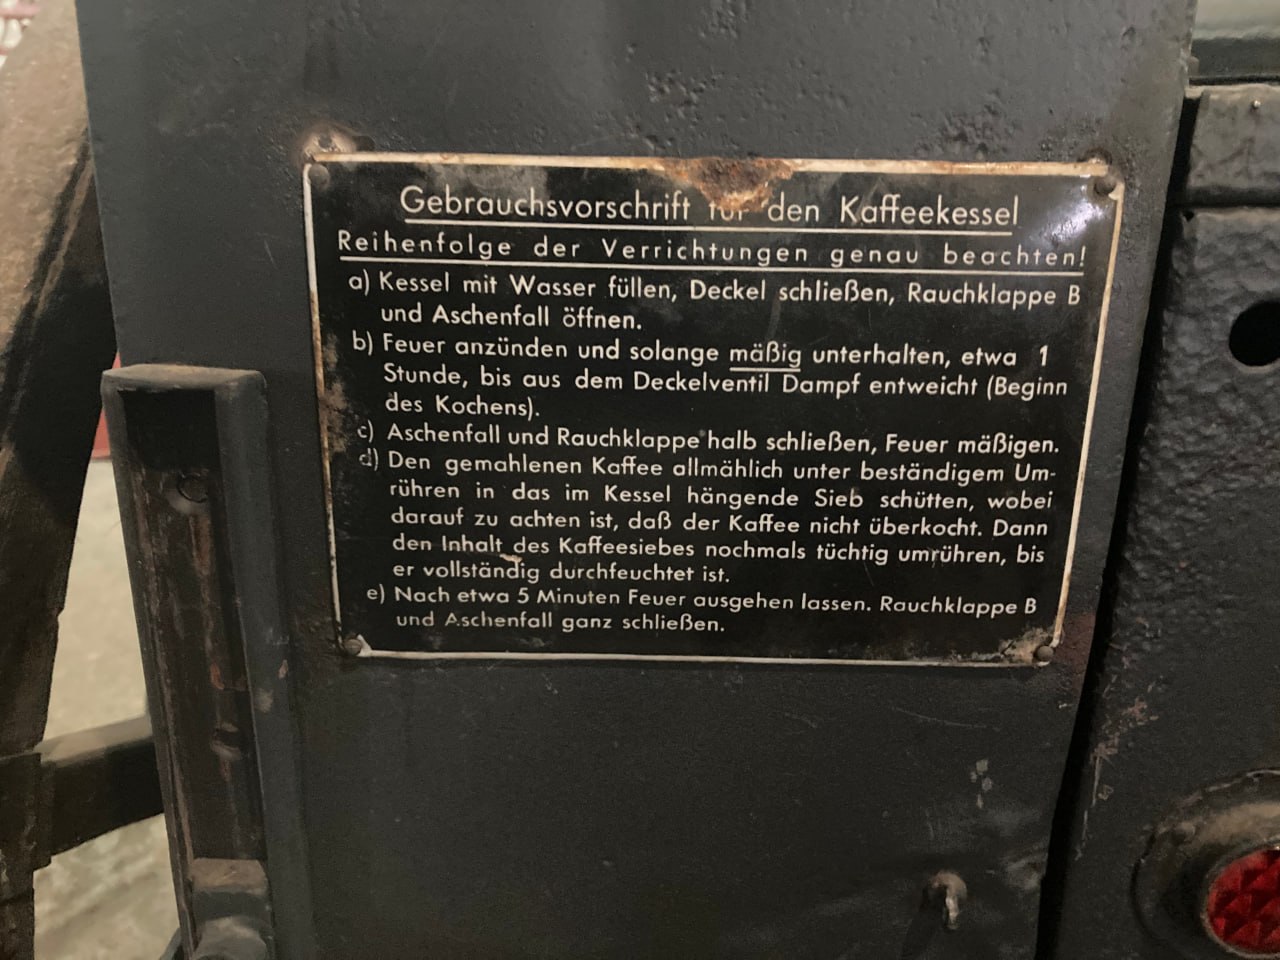 Gebrauchsvorschrift für den Kaffeekessel
Reihenfolge der Verrichtungen genau beachten!
a) Kessel mit Wasser füllen, Deckel schließen, Rauchklappe B
und Aschenfall öffnen.
b) Feuer anzünden und solange mäßig unterhalten, etwa 1
Stunde, bis aus dem Deckelventil Dampf entweicht (Beginn
des Kochens).
c) Aschenfall und Rauchklappe halb schließen, Feuer mäßigen.
d) Den gemahlenen Kaffee allmählich unter beständigem Um-
rühren in das im Kessel hängende Sieb schütten, wobei
darauf zu achten ist, daß der Kaffee nicht überkocht. Dann
den Inhalt des Kaffeesiebes nochmals tüchtig umrühren, bis
er vollständig durchfeuchtet ist.
e) Nach etwa 5 Minuten Feuer ausgehen lassen. Rauchklappe B
und Aschenfall ganz schließen.